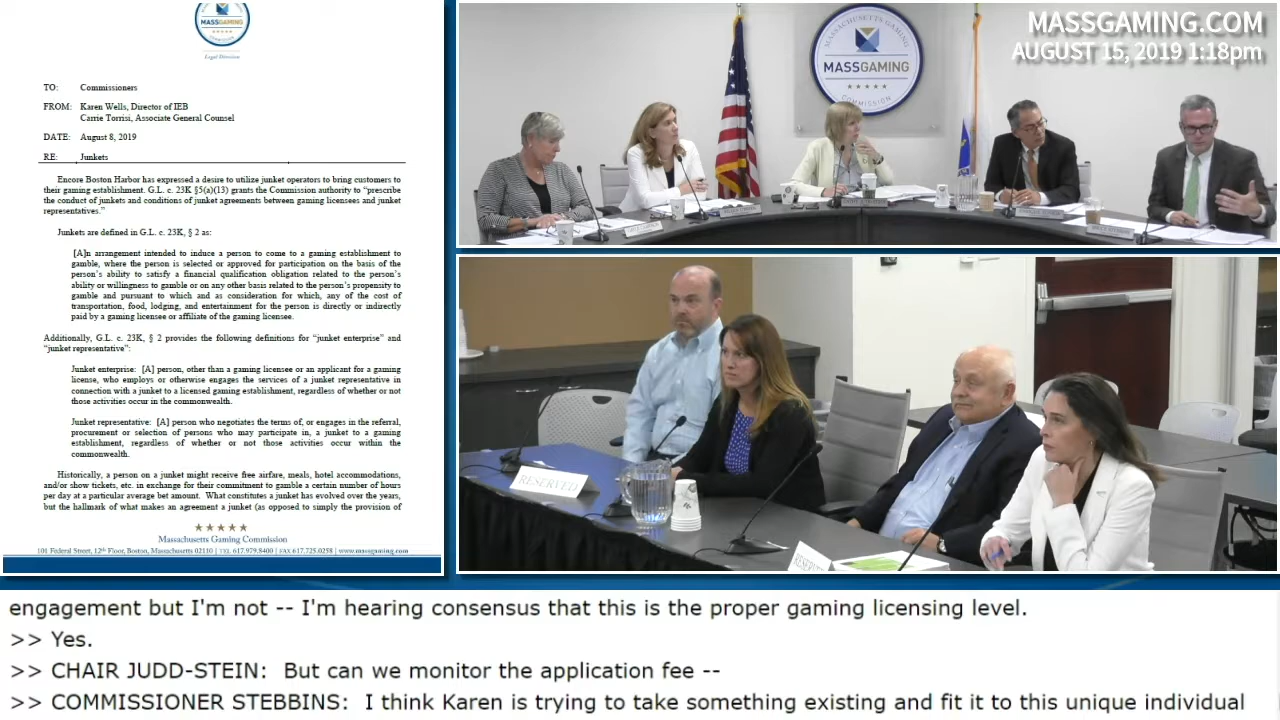 MASSGAMING
COMMISSION
Legal Division
TO: Commissioners
FROM: Karen Wells, Director of IEB
Carrie Torrisi, Associate General Counsel
DATE: August 8, 2019
RE: Junkets
Encore Boston Harbor has expressed a desire to utilize junket operators to bring customers to
their gaming establishment. G.L. c. 23K §5(a)(13) grants the Commission authority to “prescribe
the conduct of junkets and conditions of junket agreements between gaming licensees and junket
representatives.”
Junkets are defined in G.L. c. 23K, § 2 as:
[A]n arrangement intended to induce a person to come to a gaming establishment to
gamble, where the person is selected or approved for participation on the basis of the
person’s ability to satisfy a financial qualification obligation related to the person’s
ability or willingness to gamble or on any other basis related to the person’s propensity to
gamble and pursuant to which and as consideration for which, any of the cost of
transportation, food, lodging, and entertainment for the person is directly or indirectly
paid by a gaming licensee or affiliate of the gaming licensee.
Additionally, G.L. c. 23K, § 2 provides the following definitions for “junket enterprise” and
“junket representative”:
Junket enterprise: [A] person, other than a gaming licensee or an applicant for a gaming
license, who employs or otherwise engages the services of a junket representative in
connection with a junket to a licensed gaming establishment, regardless of whether or not
those activities occur in the commonwealth.
Junket representative: [A] person who negotiates the terms of, or engages in the referral,
procurement or selection of persons who may participate in, a junket to a gaming
establishment, regardless of whether or not those activities occur within the
commonwealth.
Historically, a person on a junket might receive free airfare, meals, hotel accommodations,
and/or show tickets, etc. in exchange for their commitment to gamble a certain number of hours
per day at a particular average bet amount. What constitutes a junket has evolved over the years,
but the hallmark of what makes an agreement a junket (as opposed to simply the provision of
★★★★★
Massachusetts Gaming Commission
101 Federal Street, 12th Floor, Boston, Massachusetts 02110 | TEL 617.979.8400 | FAX 617.725.0258 | www.massgaming.com
MASSACHUSETTS GAMING
MASSGAMING
COMMISSION
MASSGAMING.COM
AUGUST 15, 2019 1:18pm
RESERVED
engagement but I'm not -- I'm hearing consensus that this is the proper gaming licensing level.
>> Yes.
>> CHAIR JUDD-STEIN: But can we monitor the application fee --
>> COMMISSIONER STEBBINS: I think Karen is trying to take something existing and fit it to this unique individual